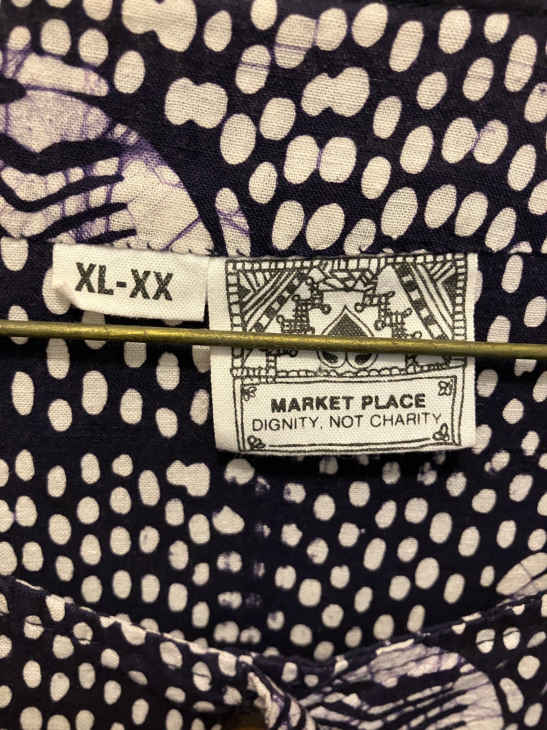 XL-XX
MARKET PLACE
DIGNITY, NOT CHARITY